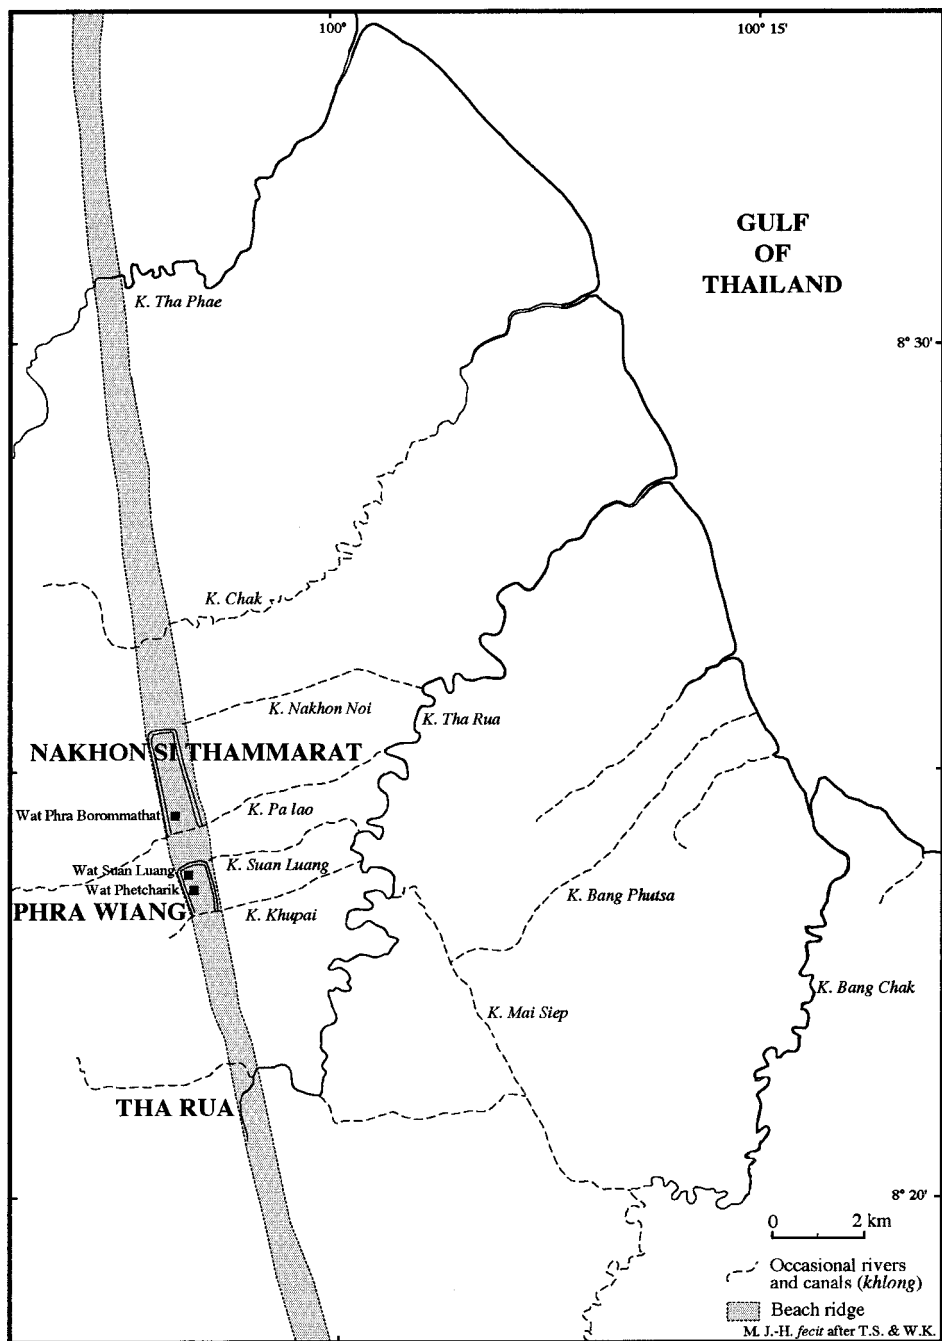 100°
100° 15'
GULF
OF
THAILAND
K. Tha Phae
8° 30'
K. Chak
K. Nakhon Noi
K. Tha Rua
NAKHON SI THAMMARAT
Wat Phra Borommathat
K. Pa lao
Wat Suan Luang
K. Suan Luang
Wat Phetcharik
K. Bang Phutsa
PHRA WIANG
K. Khupai
K. Bang Chak
K. Mai Siep
THA RUA
8° 20'
0 2 km
Occasional rivers
and canals (khlong)
Beach ridge
M. J.-H. fecit after T.S. & W.K.